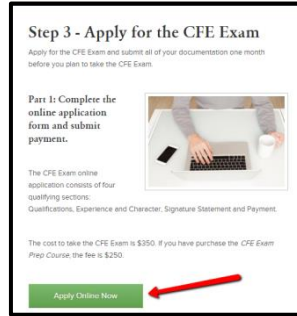 Step 3 - Apply for the CFE Exam
Apply for the CFE Exam and submit all of your documentation one month
before you plan to take the CFE Exam.
Part 1: Complete the
online application
form and submit
payment.
The CFE Exam online
application consists of four
qualifying sections:
Qualifications, Experience and Character, Signature Statement and Payment.
The cost to take the CFE Exam is $350. If you have purchase the CFE Exam
Prep Course, the fee is $250.
Apply Online Now